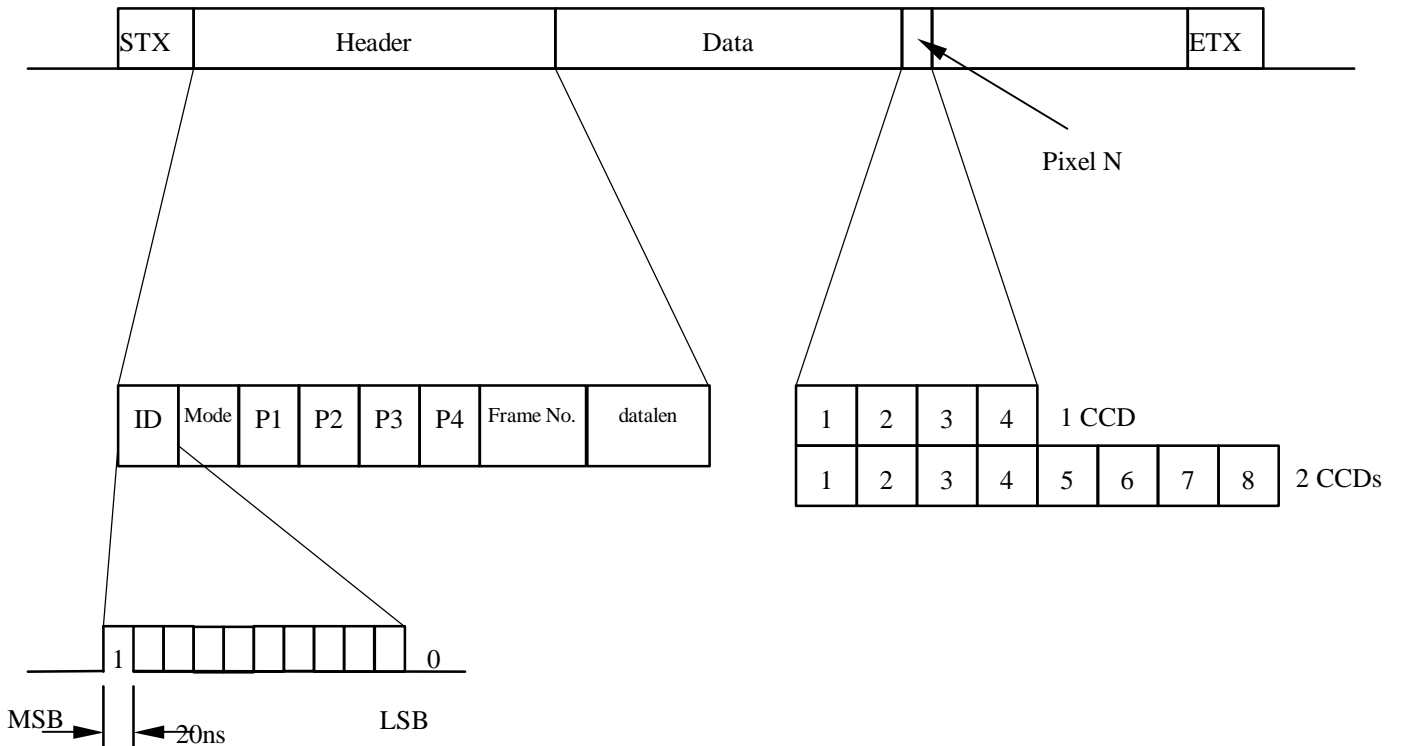 STX Header Data ETX
Pixel N
ID Mode P1 P2 P3 P4 Frame No. datalen
1 2 3 4 1 CCD
1 2 3 4 5 6 7 8 2 CCDs
1 0
MSB 20ns LSB